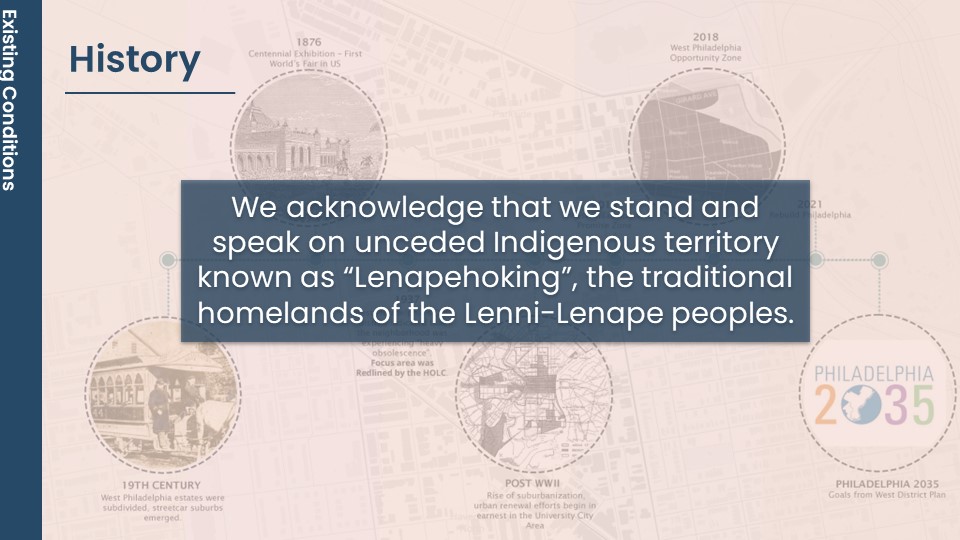 Existing Conditions
History
1876
Centennial Exhibition – First
World's Fair in US
2018
West Philadelphia
Opportunity Zone
We acknowledge that we stand and
speak on unceded Indigenous territory
known as “Lenapehoking”, the traditional
homelands of the Lenni-Lenape peoples.
2021
Philadelphia
experiencing "heavy
obsolescence"
Focus area was
Redlined by the HOLC.
PHILADELPHIA
2035
19TH CENTURY
West Philadelphia estates were
subdivided, streetcar suburbs
emerged.
POST WWII
Rise of suburbanization,
urban renewal efforts begin in
earnest in the University City
Area
PHILADELPHIA 2035
Goals from West District Plan